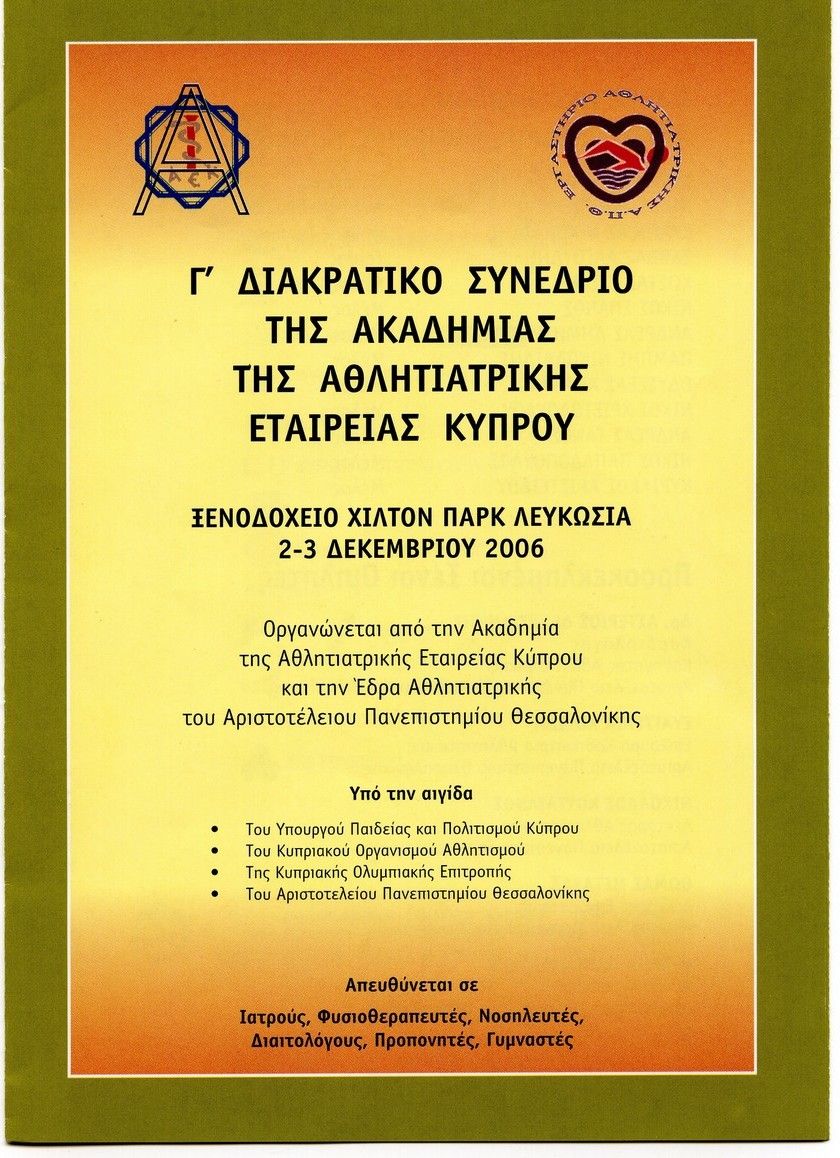 ΑΕΚ
ΕΡΓΑΣΤΗΡΙΟ ΑΘΛΗΤΙΑΤΡΙΚΗΣ Α.Π.Θ.
Γ' ΔΙΑΚΡΑΤΙΚΟ ΣΥΝΕΔΡΙΟ
ΤΗΣ ΑΚΑΔΗΜΙΑΣ
ΤΗΣ ΑΘΛΗΤΙΑΤΡΙΚΗΣ
ΕΤΑΙΡΕΙΑΣ ΚΥΠΡΟΥ
ΞΕΝΟΔΟΧΕΙΟ ΧΙΛΤΟΝ ΠΑΡΚ ΛΕΥΚΩΣΙΑ
2-3 ΔΕΚΕΜΒΡΙΟΥ 2006
Οργανώνεται από την Ακαδημία
της Αθλητιατρικής Εταιρείας Κύπρου
και την Έδρα Αθλητιατρικής
του Αριστοτέλειου Πανεπιστημίου Θεσσαλονίκης
Υπό την αιγίδα
• Του Υπουργού Παιδείας και Πολιτισμού Κύπρου
• Του Κυπριακού Οργανισμού Αθλητισμού
• Της Κυπριακής Ολυμπιακής Επιτροπής
• Του Αριστοτελείου Πανεπιστημίου Θεσσαλονίκης
Απευθύνεται σε
Ιατρούς, Φυσιοθεραπευτές, Νοσηλευτές,
Διαιτολόγους, Προπονητές, Γυμναστές